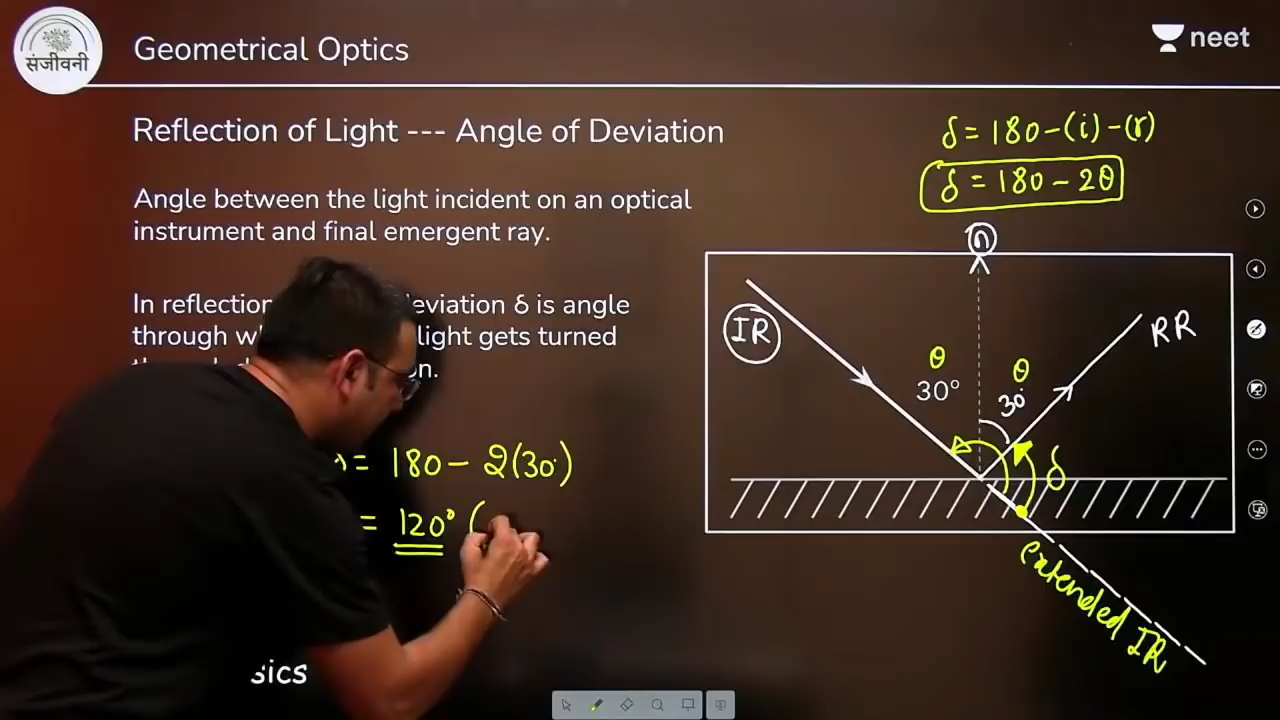 संजीवनी
Geometrical Optics
neet
Reflection of Light --- Angle of Deviation
Angle between the light incident on an optical
instrument and final emergent ray.
In reflection deviation δ is angle
through light gets turned
δ = 180 - (i) - (r)
δ = 180 - 2θ
n
IR
RR
θ
30°
θ
30°
δ
extended IR
= 180 - 2(30°)
= 120° (